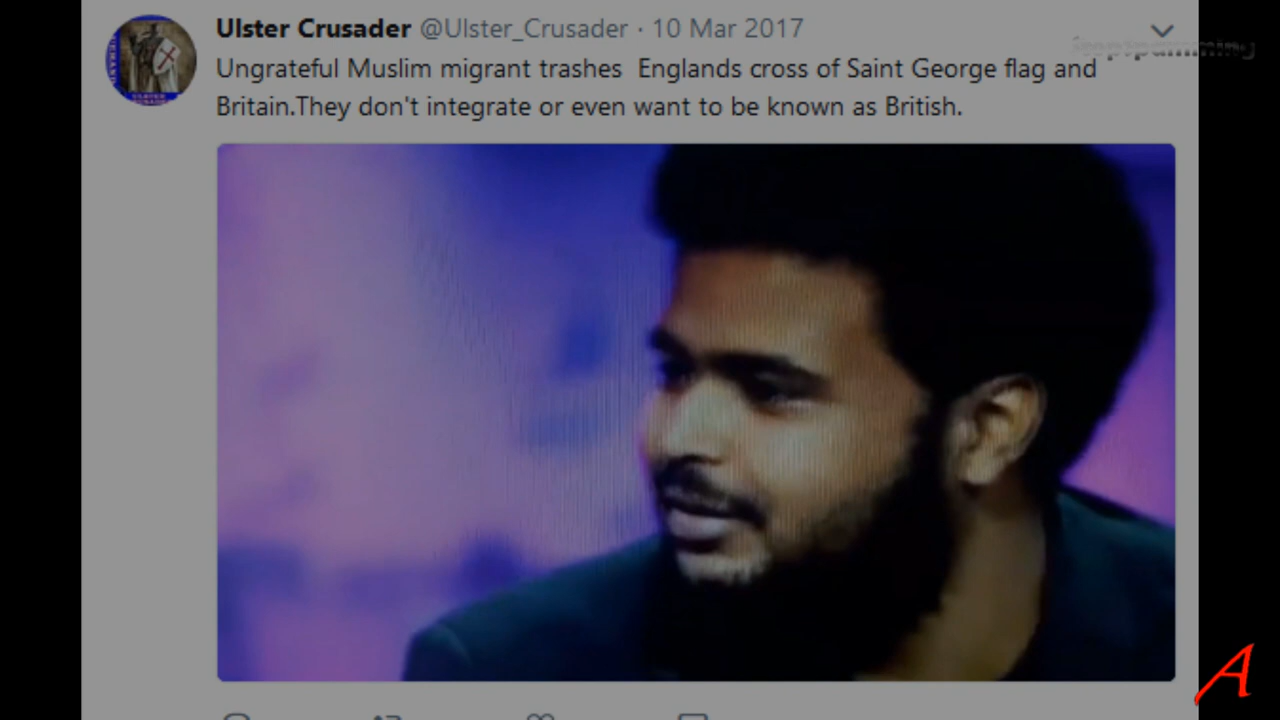 Ulster Crusader @Ulster_Crusader · 10 Mar 2017
Ungrateful Muslim migrant trashes  Englands cross of Saint George flag and
Britain.They don't integrate or even want to be known as British.
A